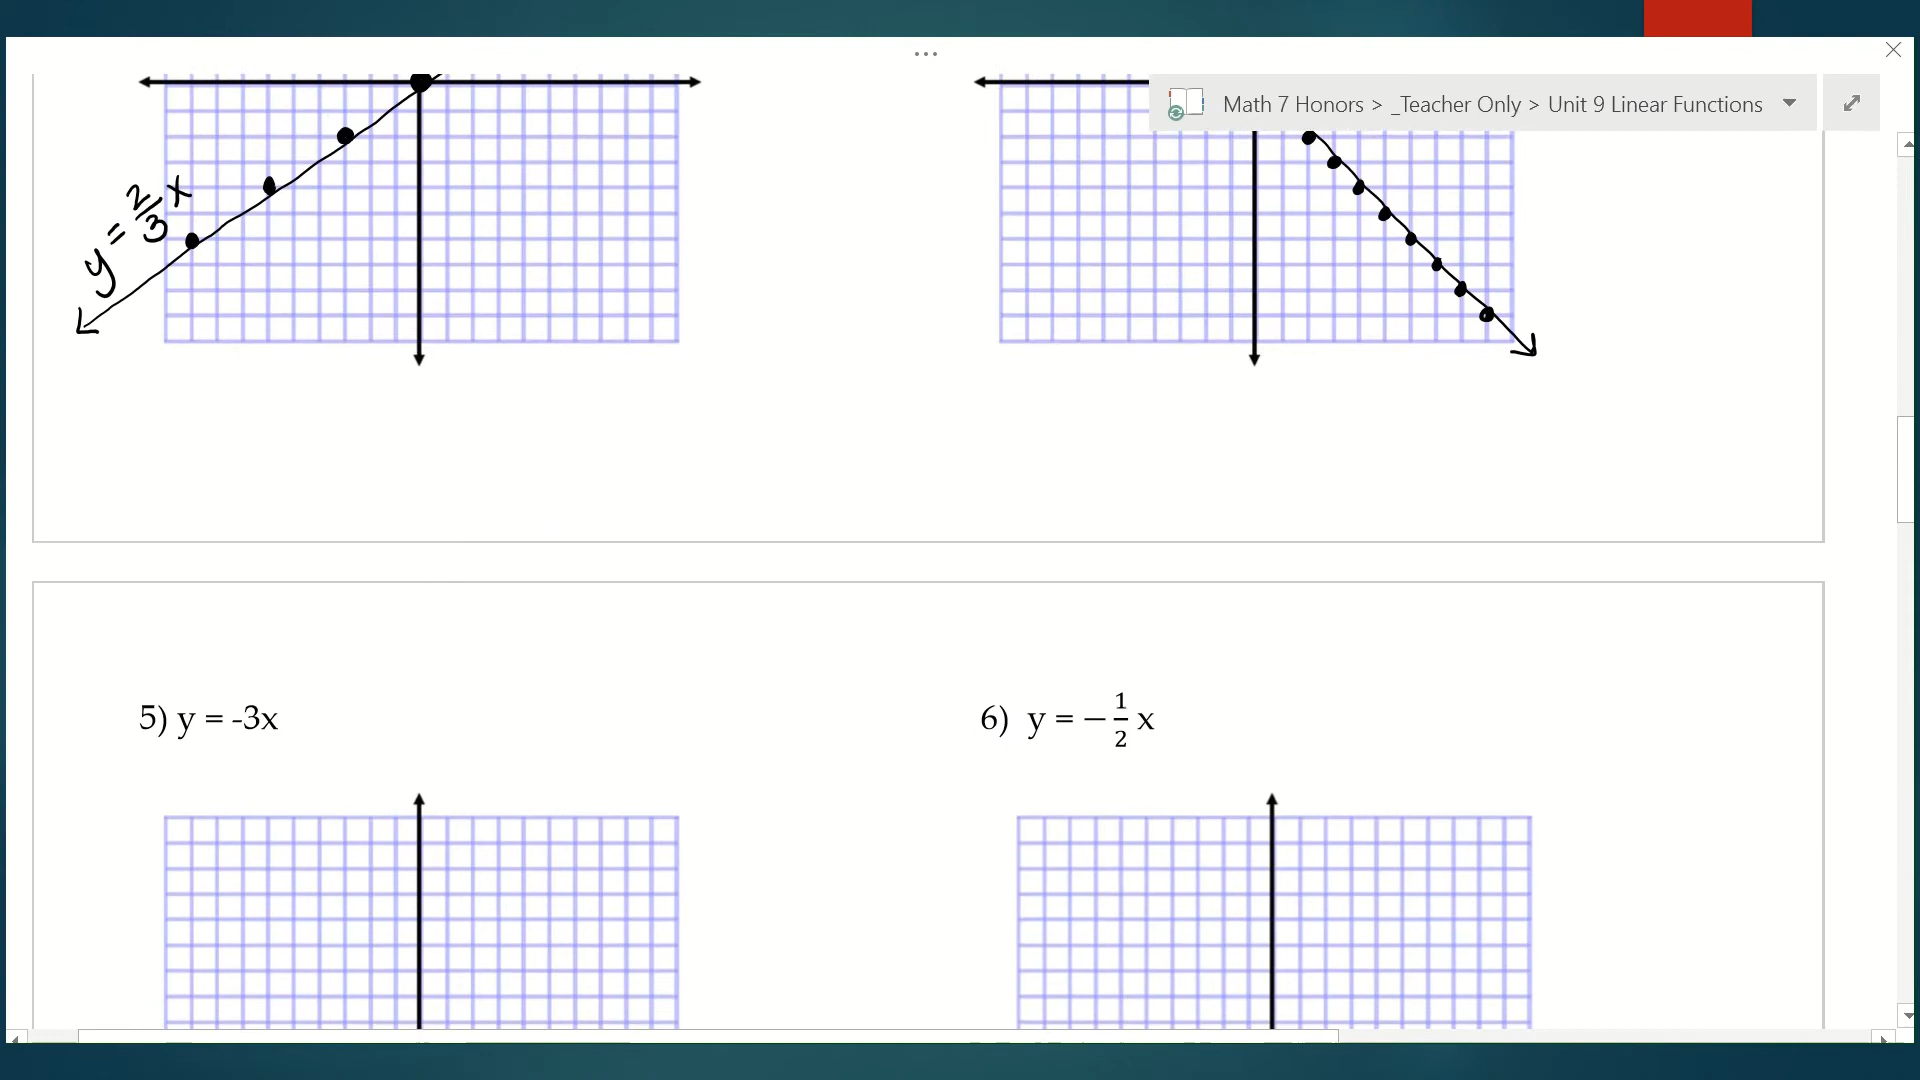 Math 7 Honors > _Teacher Only > Unit 9 Linear Functions
y = 2/3 x
5) y = -3x
6) y = − 1/2 x